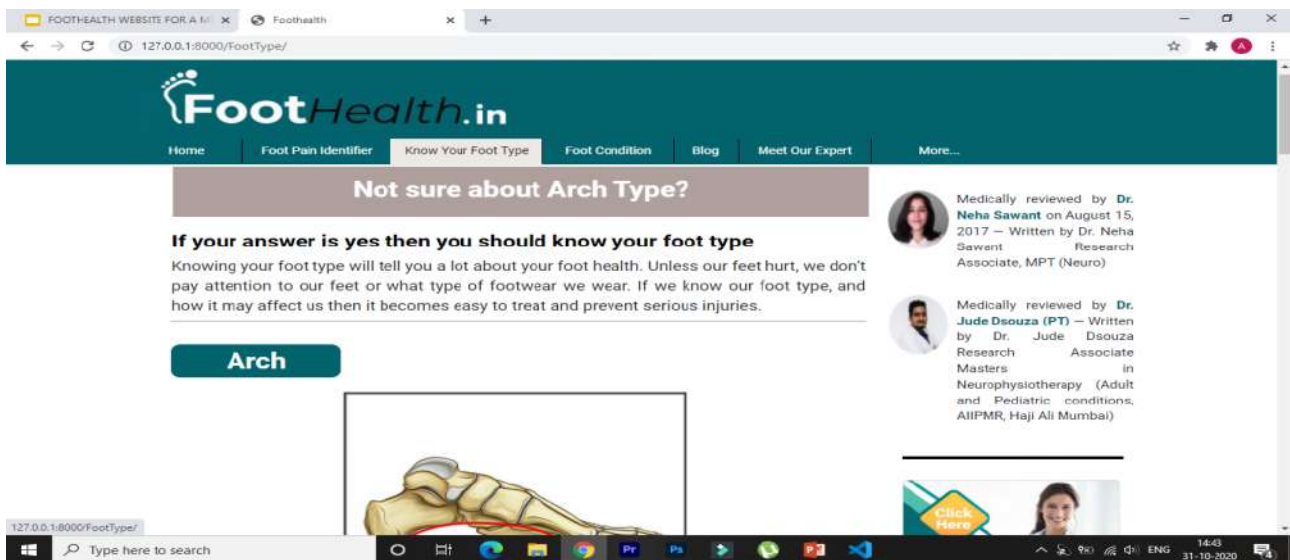 FOOTHEALTH WEBSITE FOR A M
Foothealth
127.0.0.1:8000/FootType/
A
FootHealth.in
Home
Foot Pain Identifier
Know Your Foot Type
Foot Condition
Blog
Meet Our Expert
More...
Not sure about Arch Type?
If your answer is yes then you should know your foot type
Knowing your foot type will tell you a lot about your foot health. Unless our feet hurt, we don't
pay attention to our feet or what type of footwear we wear. If we know our foot type, and
how it may affect us then it becomes easy to treat and prevent serious injuries.
Arch
Medically reviewed by Dr.
Neha Sawant on August 15,
2017 — Written by Dr. Neha
Sawant Research
Associate, MPT (Neuro)
Medically reviewed by Dr.
Jude Dsouza (PT) — Written
by Dr. Jude Dsouza
Research Associate
Masters in
Neurophysiotherapy (Adult
and Pediatric conditions,
AIIPMR, Haji Ali Mumbai)
Click
Here
127.0.0.1:8000/FootType/
Type here to search
Pr
Ps
ENG
14:43
31-10-2020